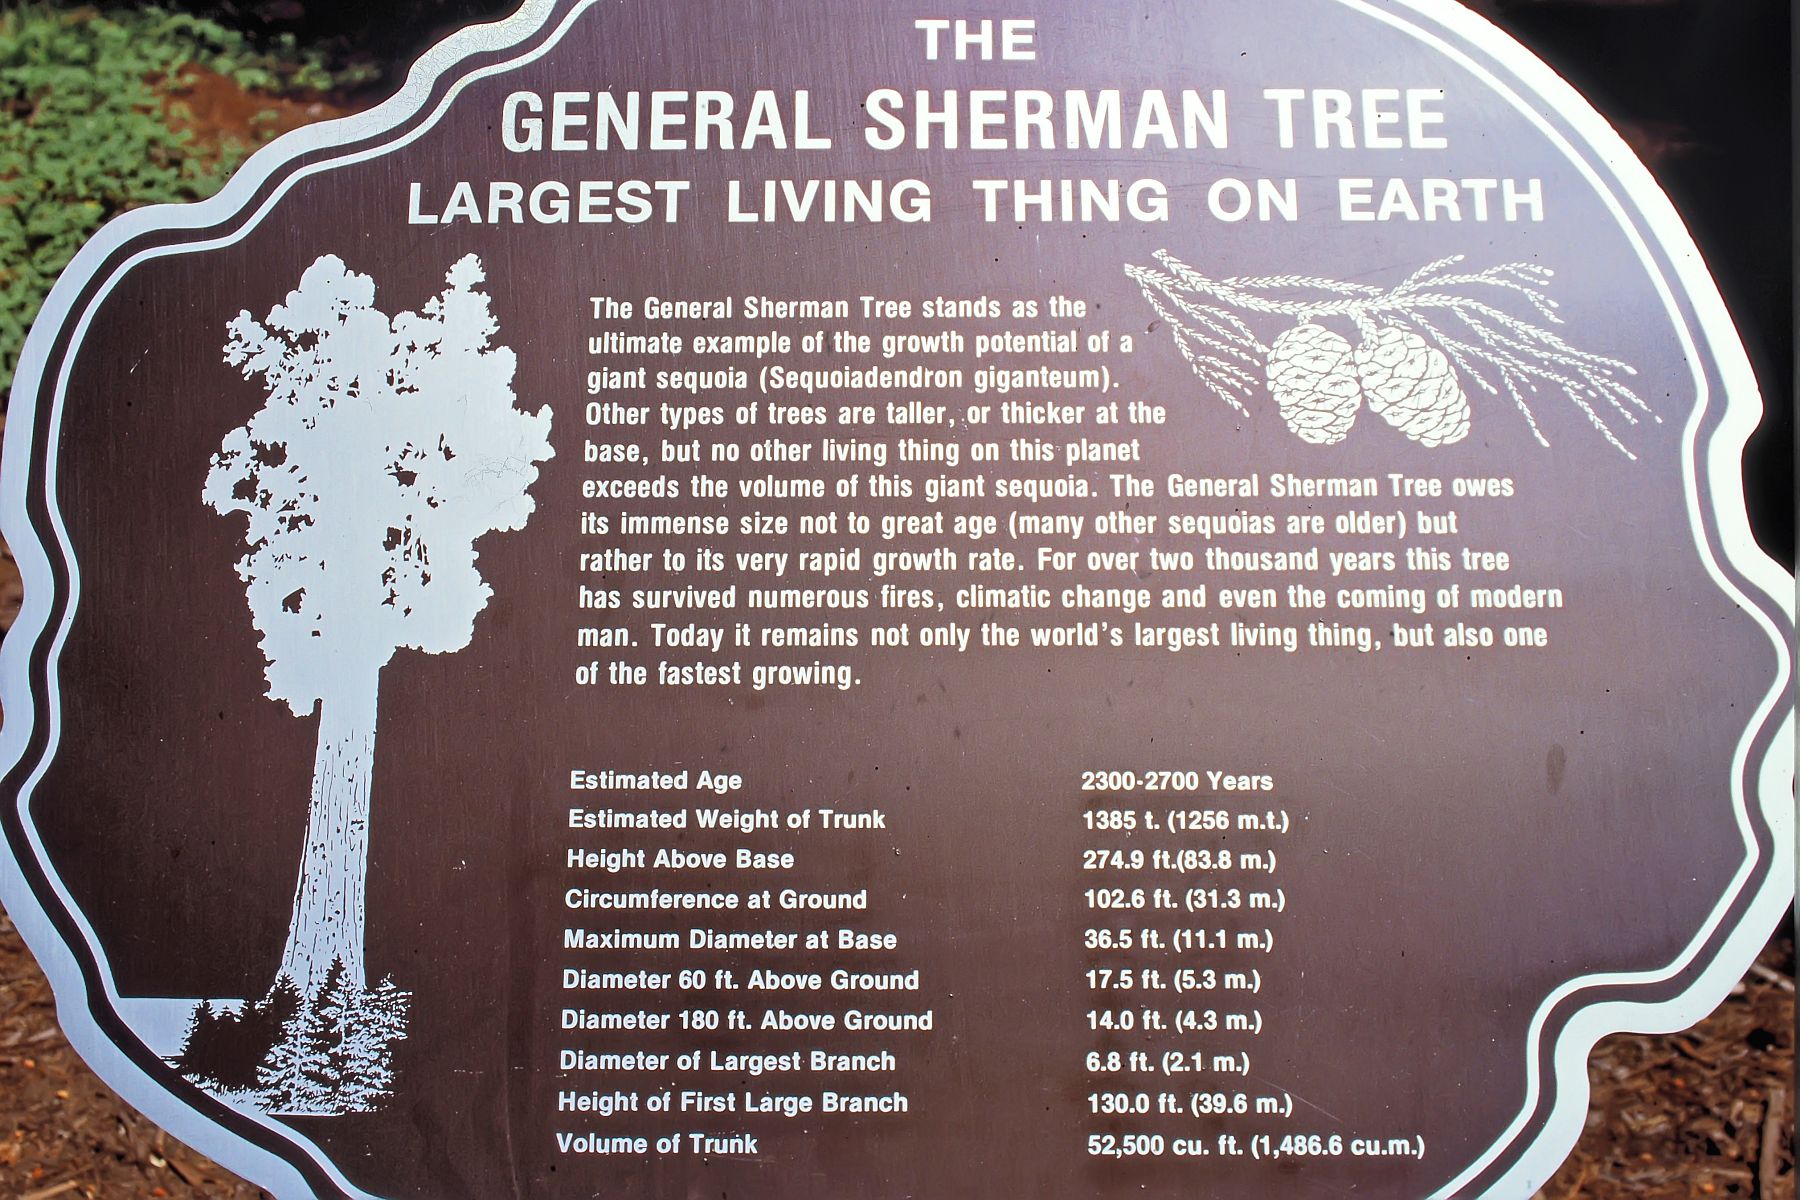 THE
GENERAL SHERMAN TREE
LARGEST LIVING THING ON EARTH
The General Sherman Tree stands as the
ultimate example of the growth potential of a
giant sequoia (Sequoiadendron giganteum).
Other types of trees are taller, or thicker at the
base, but no other living thing on this planet
exceeds the volume of this giant sequoia. The General Sherman Tree owes
its immense size not to great age (many other sequoias are older) but
rather to its very rapid growth rate. For over two thousand years this tree
has survived numerous fires, climatic change and even the coming of modern
man. Today it remains not only the world's largest living thing, but also one
of the fastest growing.
Estimated Age 2300-2700 Years
Estimated Weight of Trunk 1385 t. (1256 m.t.)
Height Above Base 274.9 ft.(83.8 m.)
Circumference at Ground 102.6 ft. (31.3 m.)
Maximum Diameter at Base 36.5 ft. (11.1 m.)
Diameter 60 ft. Above Ground 17.5 ft. (5.3 m.)
Diameter 180 ft. Above Ground 14.0 ft. (4.3 m.)
Diameter of Largest Branch 6.8 ft. (2.1 m.)
Height of First Large Branch 130.0 ft. (39.6 m.)
Volume of Trunk 52,500 cu. ft. (1,486.6 cu.m.)